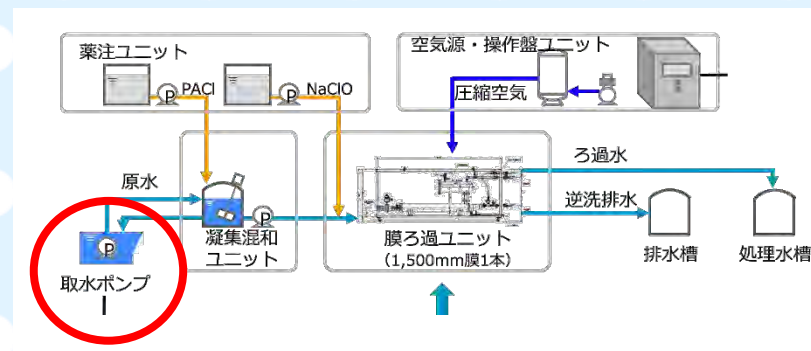 薬注ユニット
P
PACl
P
NaClO
空気源・操作盤ユニット
圧縮空気
原水
P
凝集混和
ユニット
P
取水ポンプ
膜ろ過ユニット
（1,500mm膜1本）
ろ過水
逆洗排水
排水槽
処理水槽